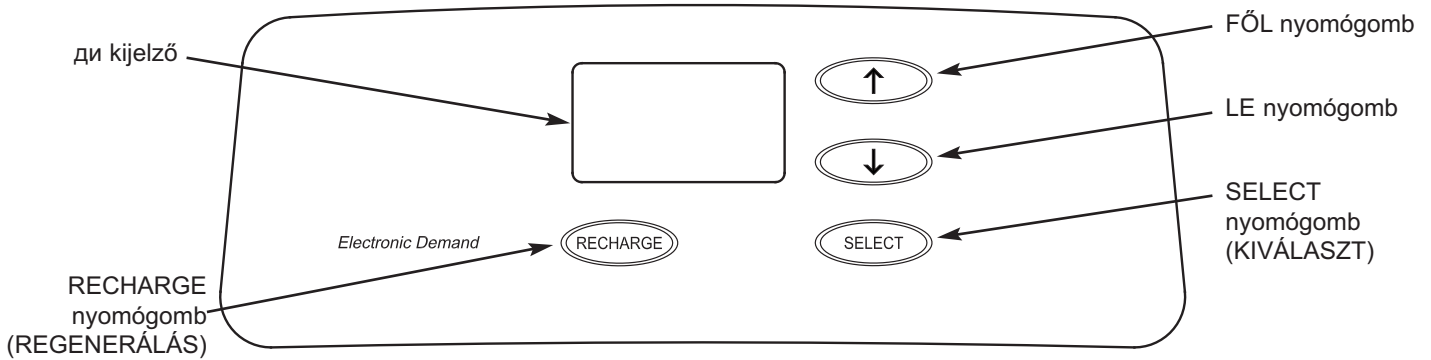 ди kijelző
FŐL nyomógomb
↑
LE nyomógomb
↓
SELECT
nyomógomb
(KIVÁLASZT)
Electronic Demand
RECHARGE
SELECT
RECHARGE
nyomógomb
(REGENERÁLÁS)